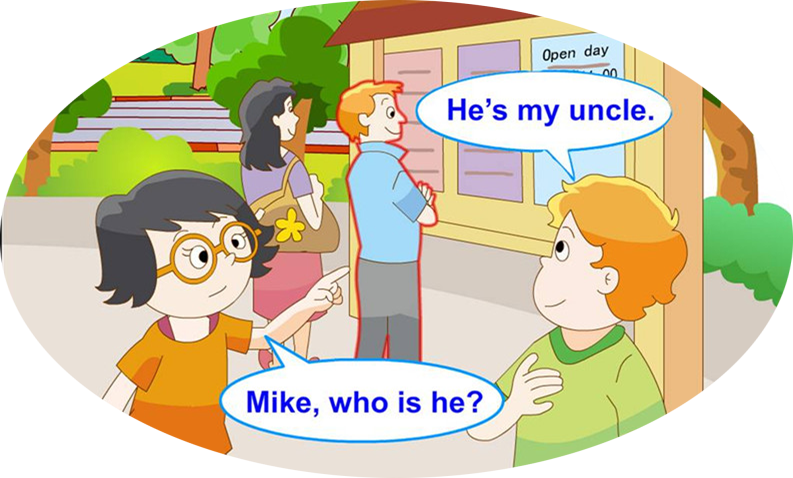 Open day
He's my uncle.
Mike, who is he?